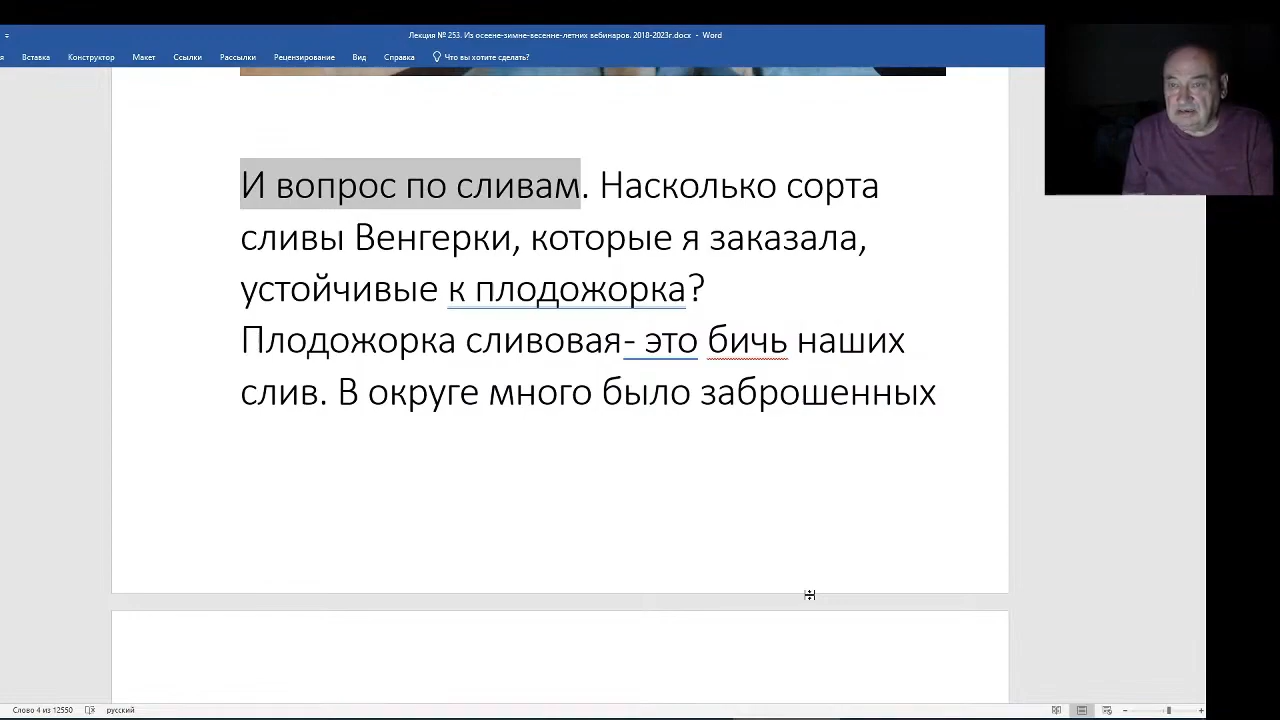 Лекция № 253. Из осеене-зимне-весенне-летних вебинаров. 2018-2023г.docx - Word
я Вставка Конструктор Макет Ссылки Рассылки Рецензирование Вид Справка Что вы хотите сделать?
И вопрос по сливам. Насколько сорта
сливы Венгерки, которые я заказала,
устойчивые к плодожорка?
Плодожорка сливовая- это бичь наших
слив. В округе много было заброшенных
Слово 4 из 12550 русский